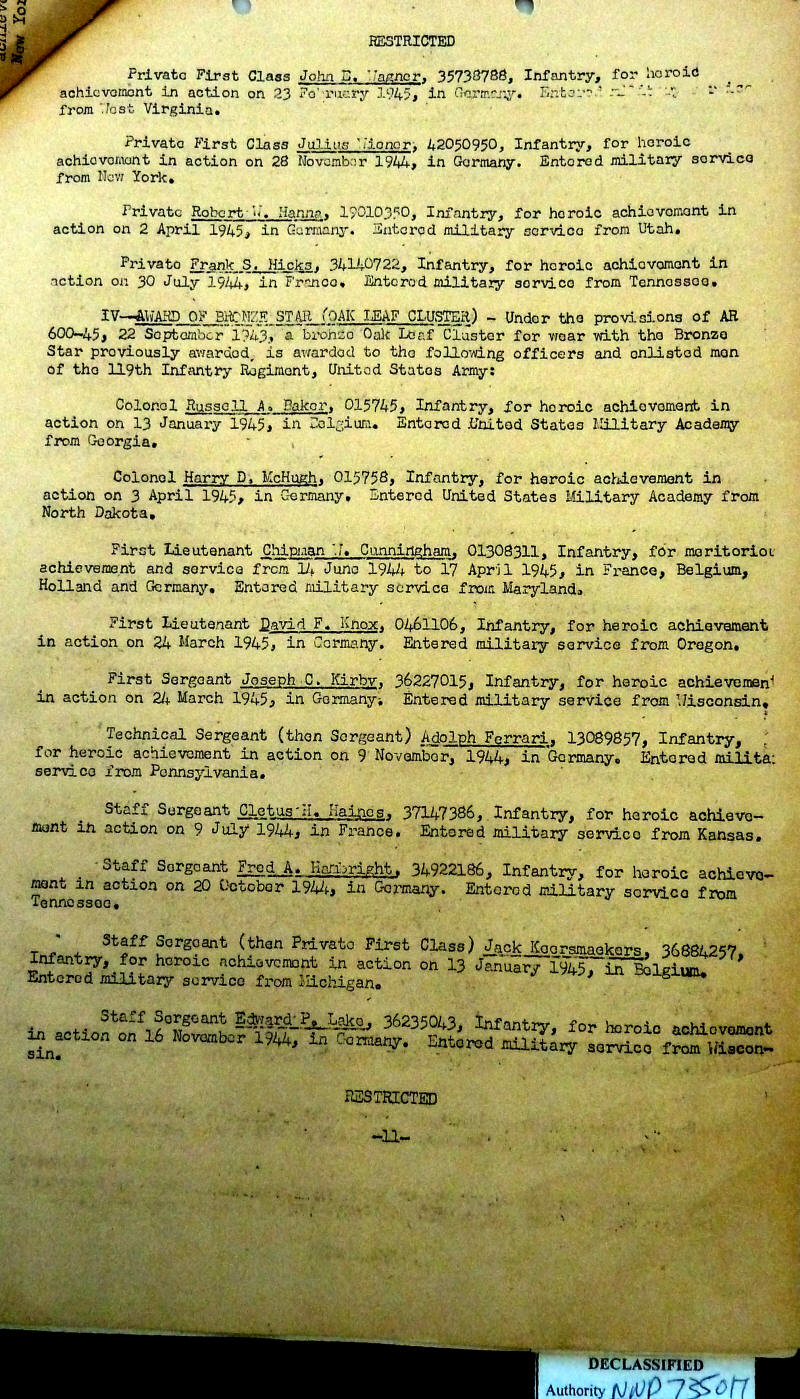 achieve
New Yor
RESTRICTED
Private First Class John E. Wagner, 35738788, Infantry, for heroid
achievement in action on 23 February 1945, in Germany. Entered
from West Virginia.
Private First Class Julius Wiener, 42050950, Infantry, for heroic
achievement in action on 28 November 1944, in Germany. Entered military service
from New York.
Private Robert W. Hanna, 19010350, Infantry, for heroic achievement in
action on 2 April 1945, in Germany. Entered military service from Utah.
Private Frank S. Hicks, 34140722, Infantry, for heroic achievement in
action on 30 July 1944, in France. Entered military service from Tennessee.
IV—AWARD OF BRONZE STAR (OAK LEAF CLUSTER) - Under the provisions of AR
600-45, 22 September 1943, a bronze Oak Leaf Cluster for wear with the Bronze
Star previously awarded, is awarded to the following officers and enlisted men
of the 119th Infantry Regiment, United States Army:
Colonel Russell A. Baker, 015745, Infantry, for heroic achievement in
action on 13 January 1945, in Belgium. Entered United States Military Academy
from Georgia.
Colonel Harry D. McHugh, 015758, Infantry, for heroic achievement in
action on 3 April 1945, in Germany. Entered United States Military Academy from
North Dakota.
First Lieutenant Chipman W. Cunningham, 01308311, Infantry, for meritoriou
achievement and service from 14 June 1944 to 17 April 1945, in France, Belgium,
Holland and Germany. Entered military service from Maryland.
First Lieutenant David F. Knox, 0461106, Infantry, for heroic achievement
in action on 24 March 1945, in Germany. Entered military service from Oregon.
First Sergeant Joseph C. Kirby, 36227015, Infantry, for heroic achievement
in action on 24 March 1945, in Germany. Entered military service from Wisconsin.
Technical Sergeant (then Sergeant) Adolph Ferrari, 13089857, Infantry,
for heroic achievement in action on 9 November, 1944, in Germany. Entered milita
service from Pennsylvania.
Staff Sergeant Cletus H. Haines, 37147386, Infantry, for heroic achieve-
ment in action on 9 July 1944, in France. Entered military service from Kansas.
Staff Sergeant Fred A. Hambright, 34922186, Infantry, for heroic achieve-
ment in action on 20 October 1944, in Germany. Entered military service from
Tennessee.
Staff Sergeant (then Private First Class) Jack Keersmaekers, 36884257,
Infantry, for heroic achievement in action on 13 January 1945, in Belgium.
Entered military service from Michigan.
Staff Sergeant Edward P. Lake, 36235043, Infantry, for heroic achievement
in action on 16 November 1944, in Germany. Entered military service from Wiscon-
sin.
RESTRICTED
-11-
DECLASSIFIED
Authority NND 735017